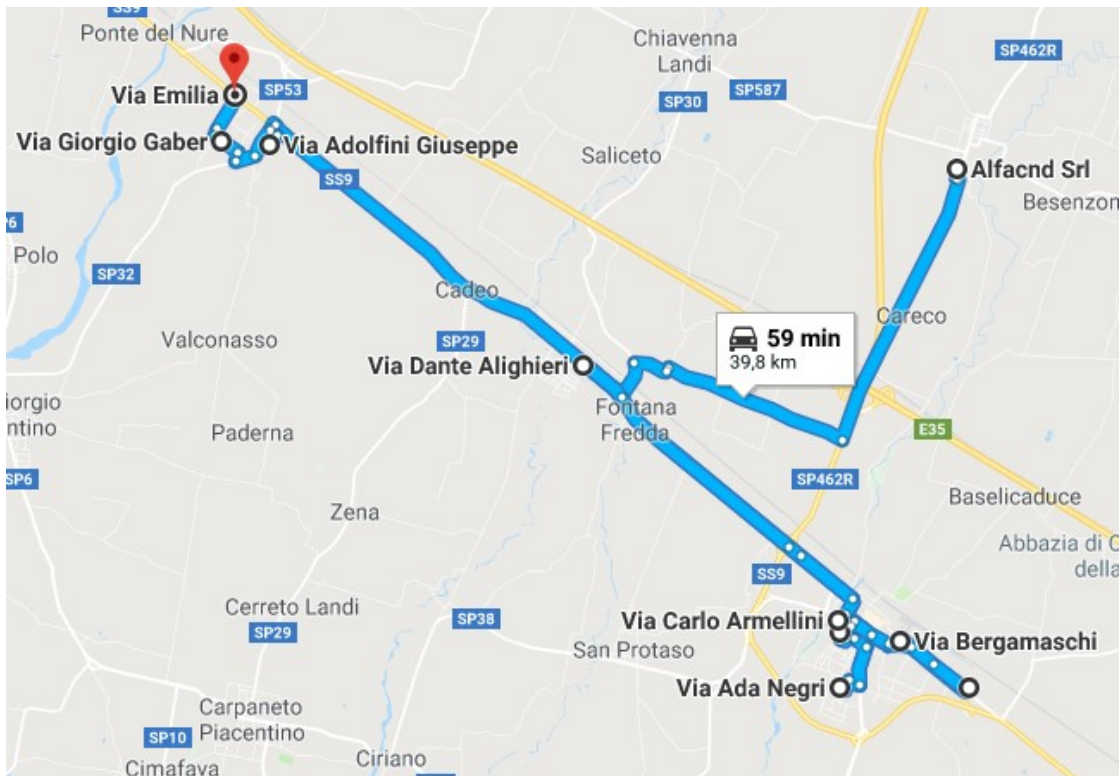 SS9
Ponte del Nure
Chiavenna
Landi
SP462R
Via Emilia
SP53
SP30
SP587
Via Giorgio Gaber
Via Adolfini Giuseppe
Saliceto
Alfacnd Srl
SS9
Besenzon
P6
Polo
SP32
Cadeo
Careco
Valconasso
SP29
59 min
39,8 km
Via Dante Alighieri
iorgio
ntino
Paderna
Fontana
Fredda
E35
SP6
SP462R
Baselicaduce
Zena
Abbazia di C
della
SS9
Cerreto Landi
SP38
Via Carlo Armellini
SP29
San Protaso
Via Bergamaschi
Via Ada Negri
Carpaneto
Piacentino
SP10
Ciriano
Cimafava